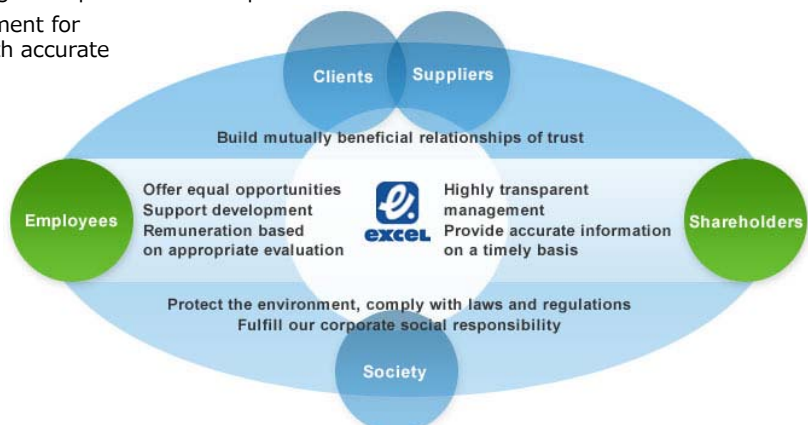 ment for
h accurate
Clients
Suppliers
Build mutually beneficial relationships of trust
Employees
Offer equal opportunities
Support development
Remuneration based
on appropriate evaluation
e.
excel
Highly transparent
management
Provide accurate information
on a timely basis
Shareholders
Protect the environment, comply with laws and regulations
Fulfill our corporate social responsibility
Society